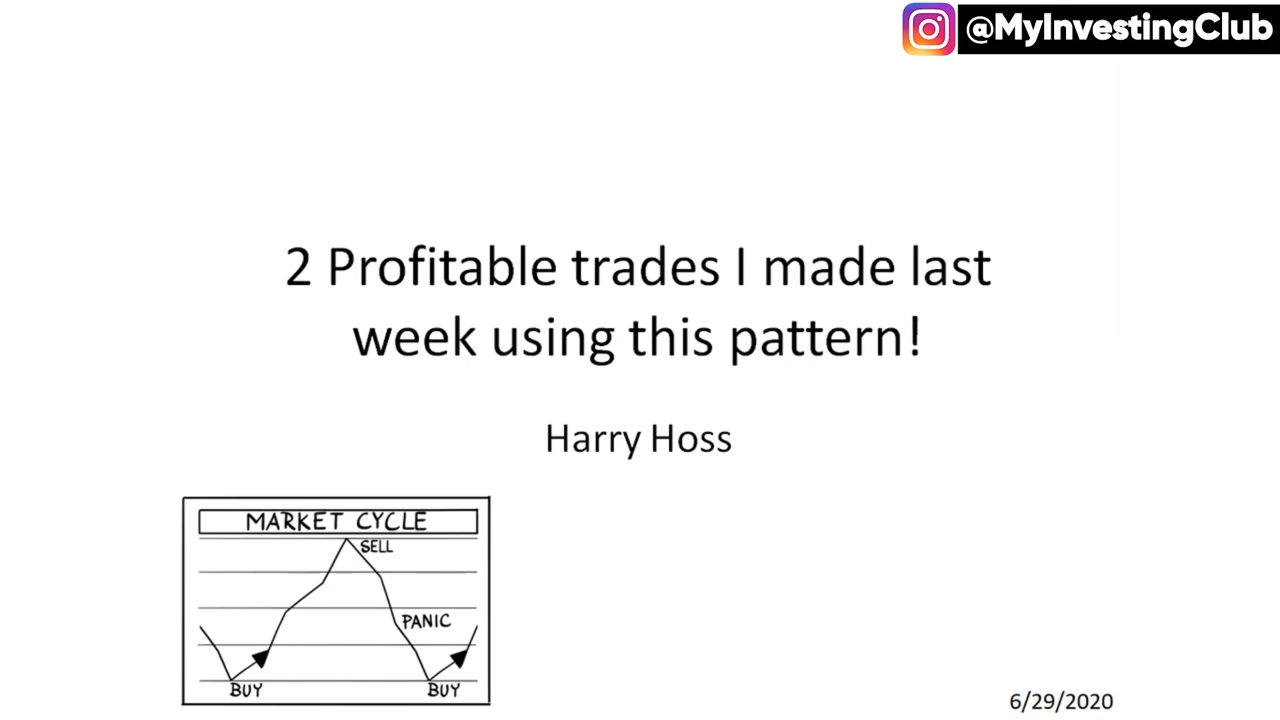 @MyInvestingClub
2 Profitable trades I made last
week using this pattern!
Harry Hoss
MARKET CYCLE
SELL
PANIC
BUY
BUY
6/29/2020